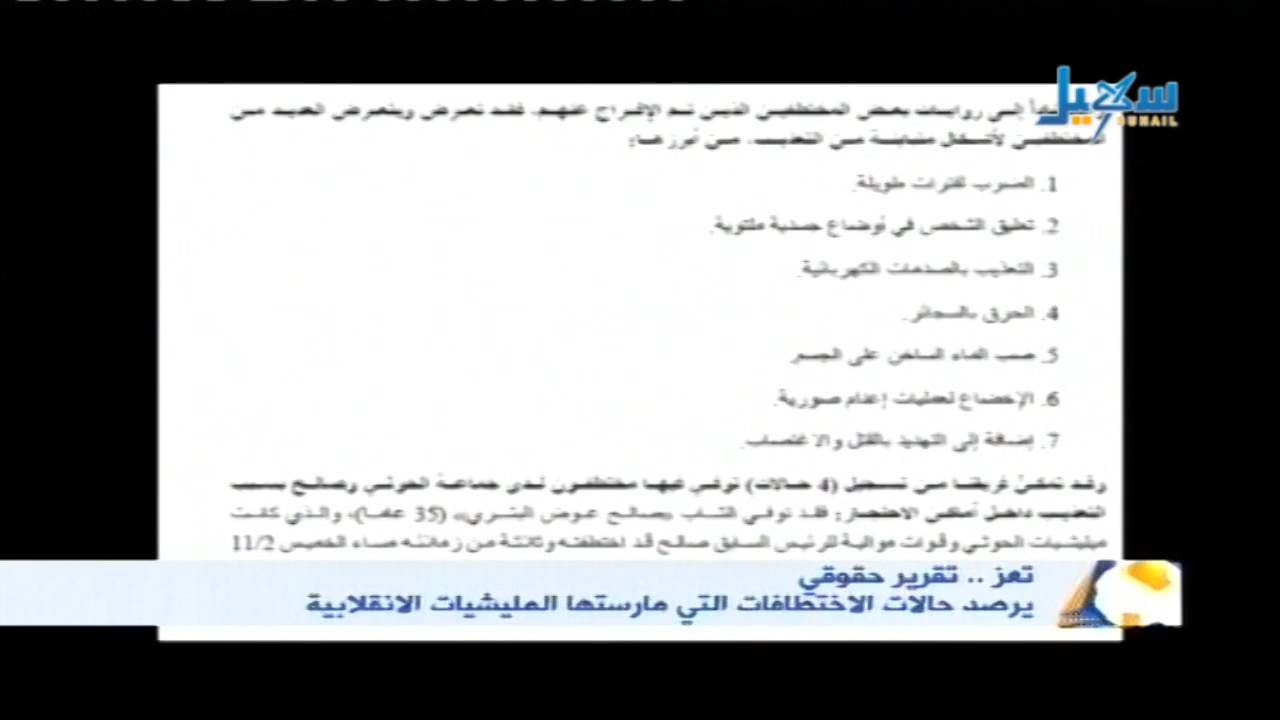 سهيل
SUHAIL
إلى روايات بعض المختطفين الذين تم الإفراج عنهم، فقد تعرض ويتعرض العديد من
المختطفين لأشكال متباينة من التعذيب، من أبرزها:
1. الضرب لفترات طويلة.
2. تعليق الشخص في أوضاع جسدية ملتوية.
3. التعذيب بالصدمات الكهربائية.
4. الحرق بالسجائر.
5. صب الماء الساخن على الجسم.
6. الإخضاع لعمليات إعدام صورية.
7. إضافة إلى التهديد بالقتل والاغتصاب.
وقد تمكن فريقنا من تسجيل (4 حالات) توفي فيها مختطفون لدى جماعة الحوثي وصالح بسبب
التعذيب داخل أماكن الاحتجاز: فقد توفي الشاب «صالح عوض البشري» (35 عاما)، والذي كانت
ميليشيات الحوثي وقوات موالية للرئيس السابق صالح قد اختطفته وثلاثة من زملائه مساء الخميس 11/2
تعز .. تقرير حقوقي
يرصد حالات الاختطافات التي مارستها المليشيات الانقلابية